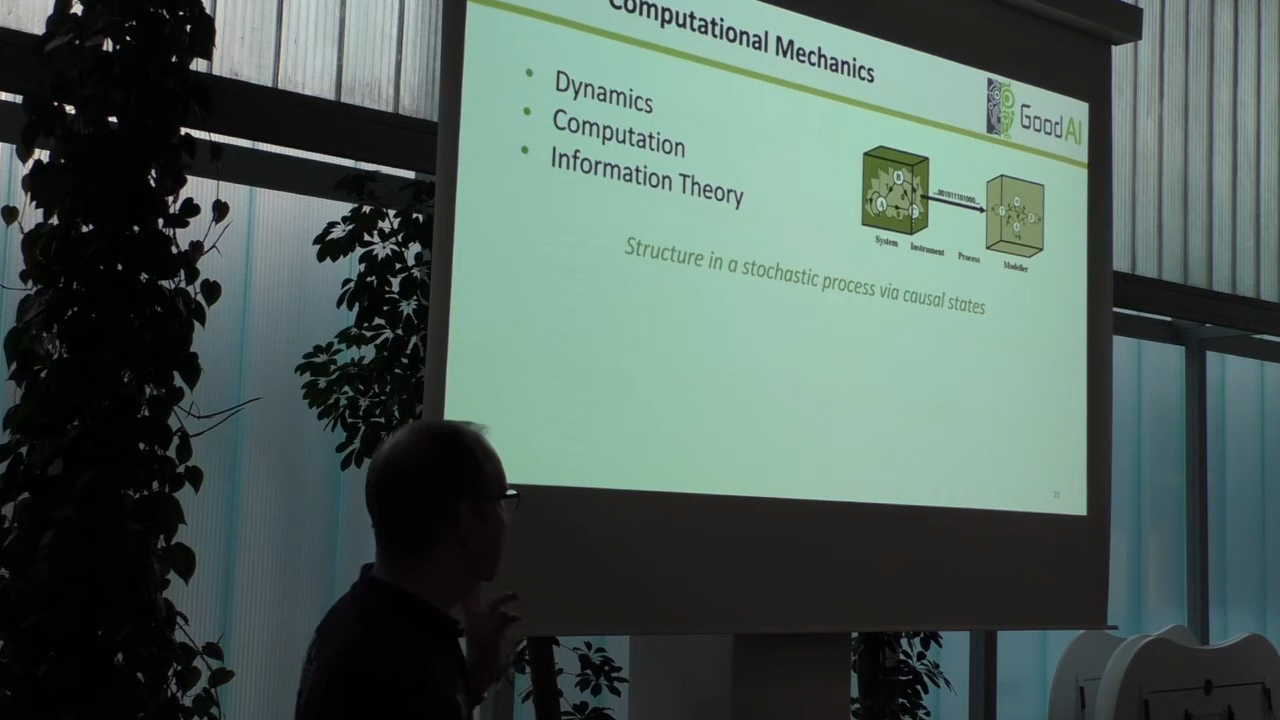 Computational Mechanics
GoodAI
Dynamics
Computation
Information Theory
...001011101000...
System Instrument Process Modeller
Structure in a stochastic process via causal states